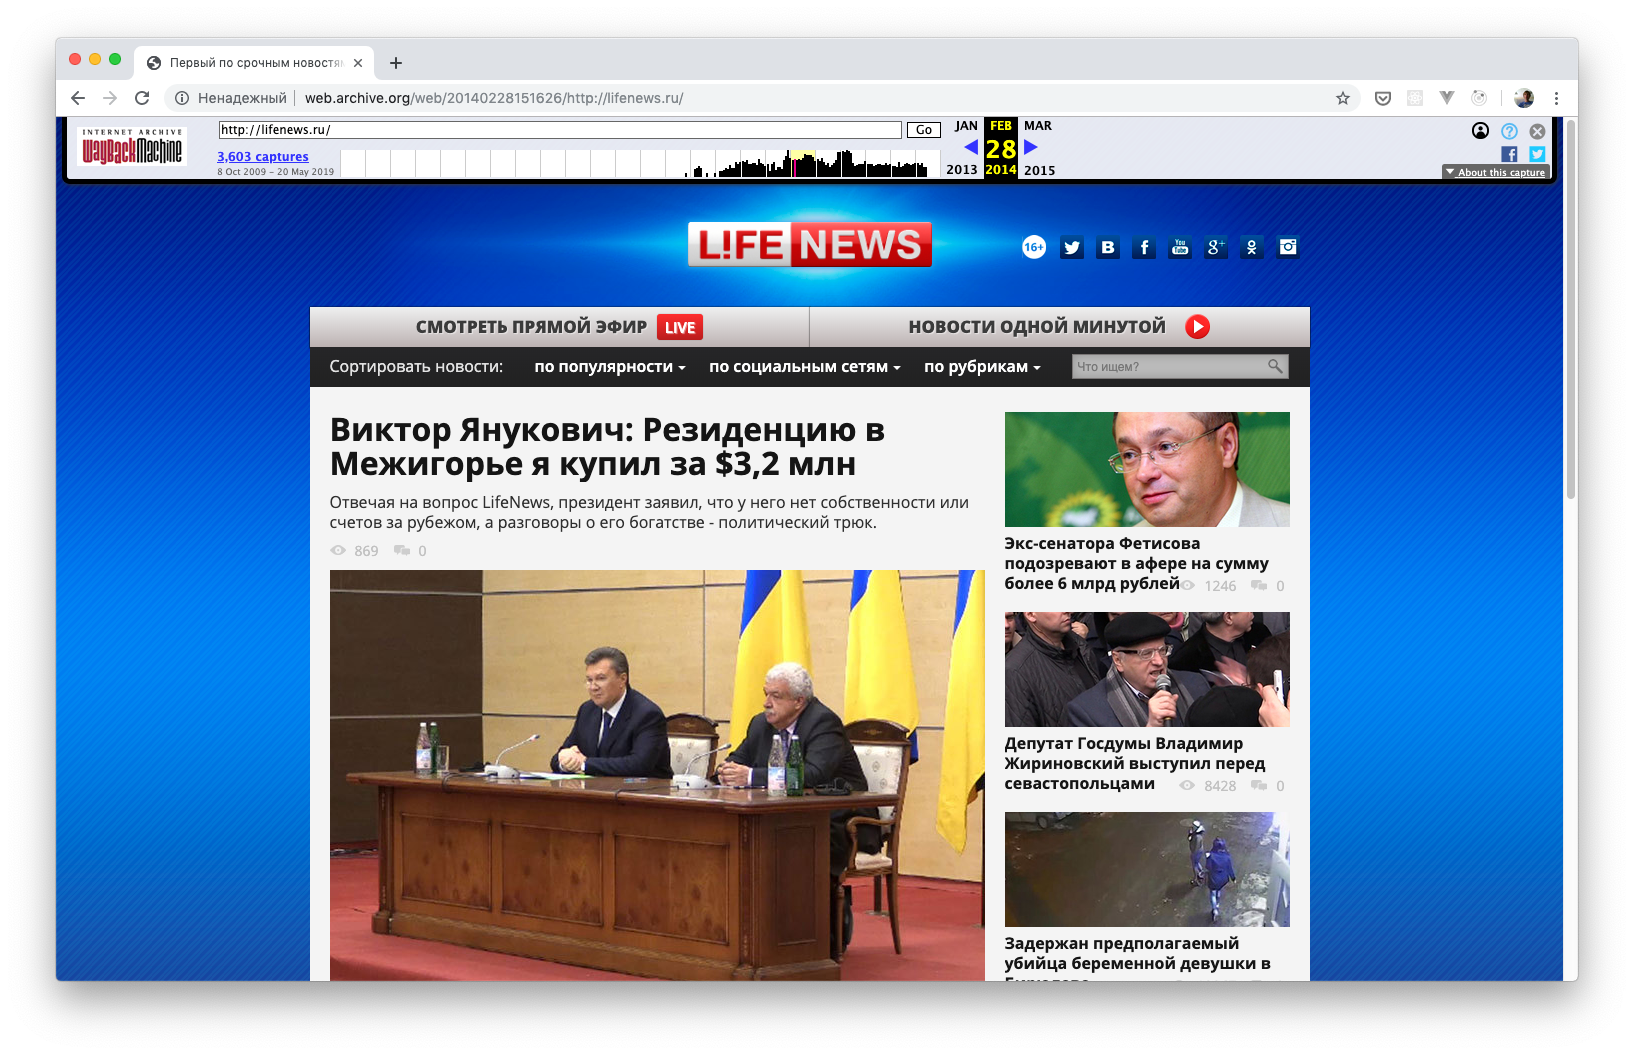 Первый по срочным новостям
Ненадежный
web.archive.org/web/20140228151626/http://lifenews.ru/
INTERNET ARCHIVE
WayBackMachine
http://lifenews.ru/
Go
3,603 captures
8 Oct 2009 – 20 May 2019
JAN FEB MAR
28
2013 2014 2015
About this capture
L!FE NEWS
16+
You
Tube
СМОТРЕТЬ ПРЯМОЙ ЭФИР LIVE
НОВОСТИ ОДНОЙ МИНУТОЙ
Сортировать новости: по популярности по социальным сетям по рубрикам
Что ищем?
Виктор Янукович: Резиденцию в
Межигорье я купил за $3,2 млн
Отвечая на вопрос LifeNews, президент заявил, что у него нет собственности или
счетов за рубежом, а разговоры о его богатстве - политический трюк.
869 0
Экс-сенатора Фетисова
подозревают в афере на сумму
более 6 млрд рублей 1246 0
Депутат Госдумы Владимир
Жириновский выступил перед
севастопольцами 8428 0
Задержан предполагаемый
убийца беременной девушки в